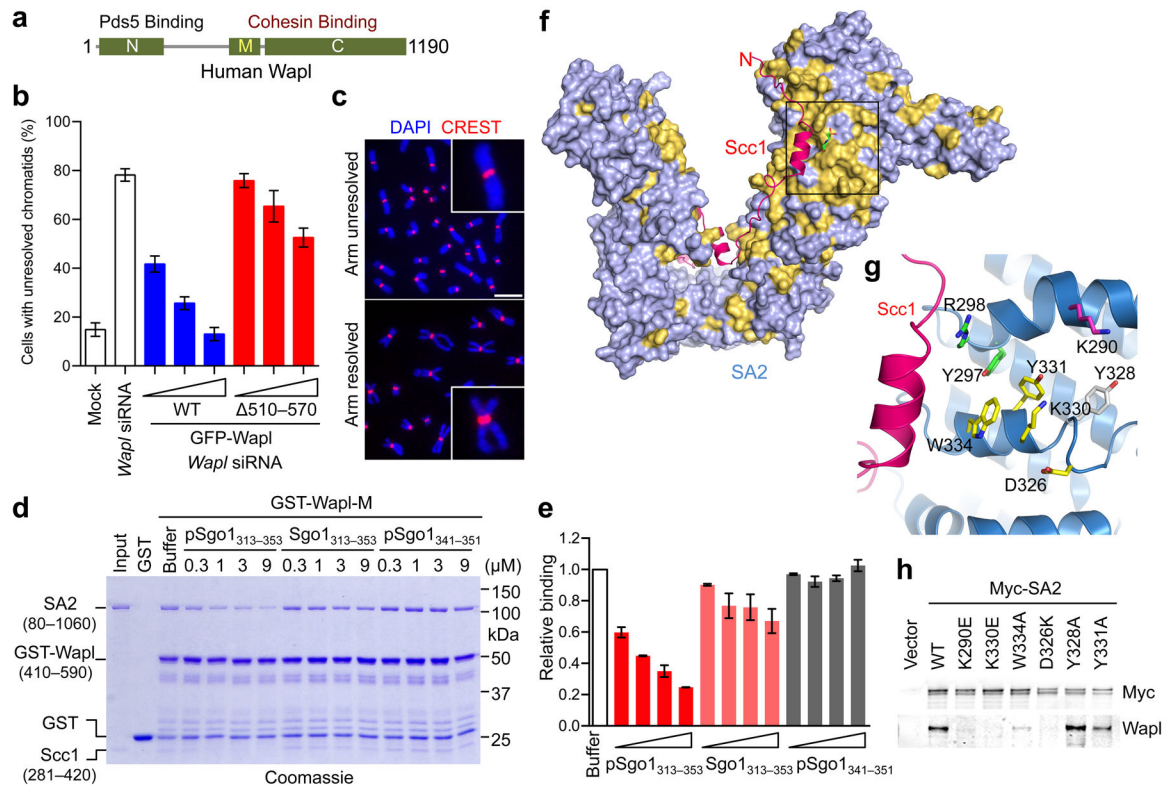 a
Pds5 Binding Cohesin Binding
1 N M C 1190
Human Wapl
b
Cells with unresolved chromatids (%)
100
80
60
40
20
0
Mock
Wapl siRNA
WT Δ510–570
GFP-Wapl
Wapl siRNA
c
DAPI CREST
Arm unresolved
Arm resolved
d
GST-Wapl-M
Input
GST
Buffer
pSgo1313–353 Sgo1313–353 pSgo1341–351
0.3 1 3 9 0.3 1 3 9 0.3 1 3 9 (µM)
SA2
(80–1060)
GST-Wapl
(410–590)
GST
Scc1
(281–420)
150
100
kDa
50
37
25
Coomassie
e
Relative binding
1.2
1.0
0.8
0.6
0.4
0.2
0.0
Buffer
pSgo1313–353 Sgo1313–353 pSgo1341–351
f
N
Scc1
SA2
g
Scc1
R298
K290
Y297
Y331
Y328
K330
W334
D326
h
Myc-SA2
Vector
WT
K290E
K330E
W334A
D326K
Y328A
Y331A
Myc
Wapl